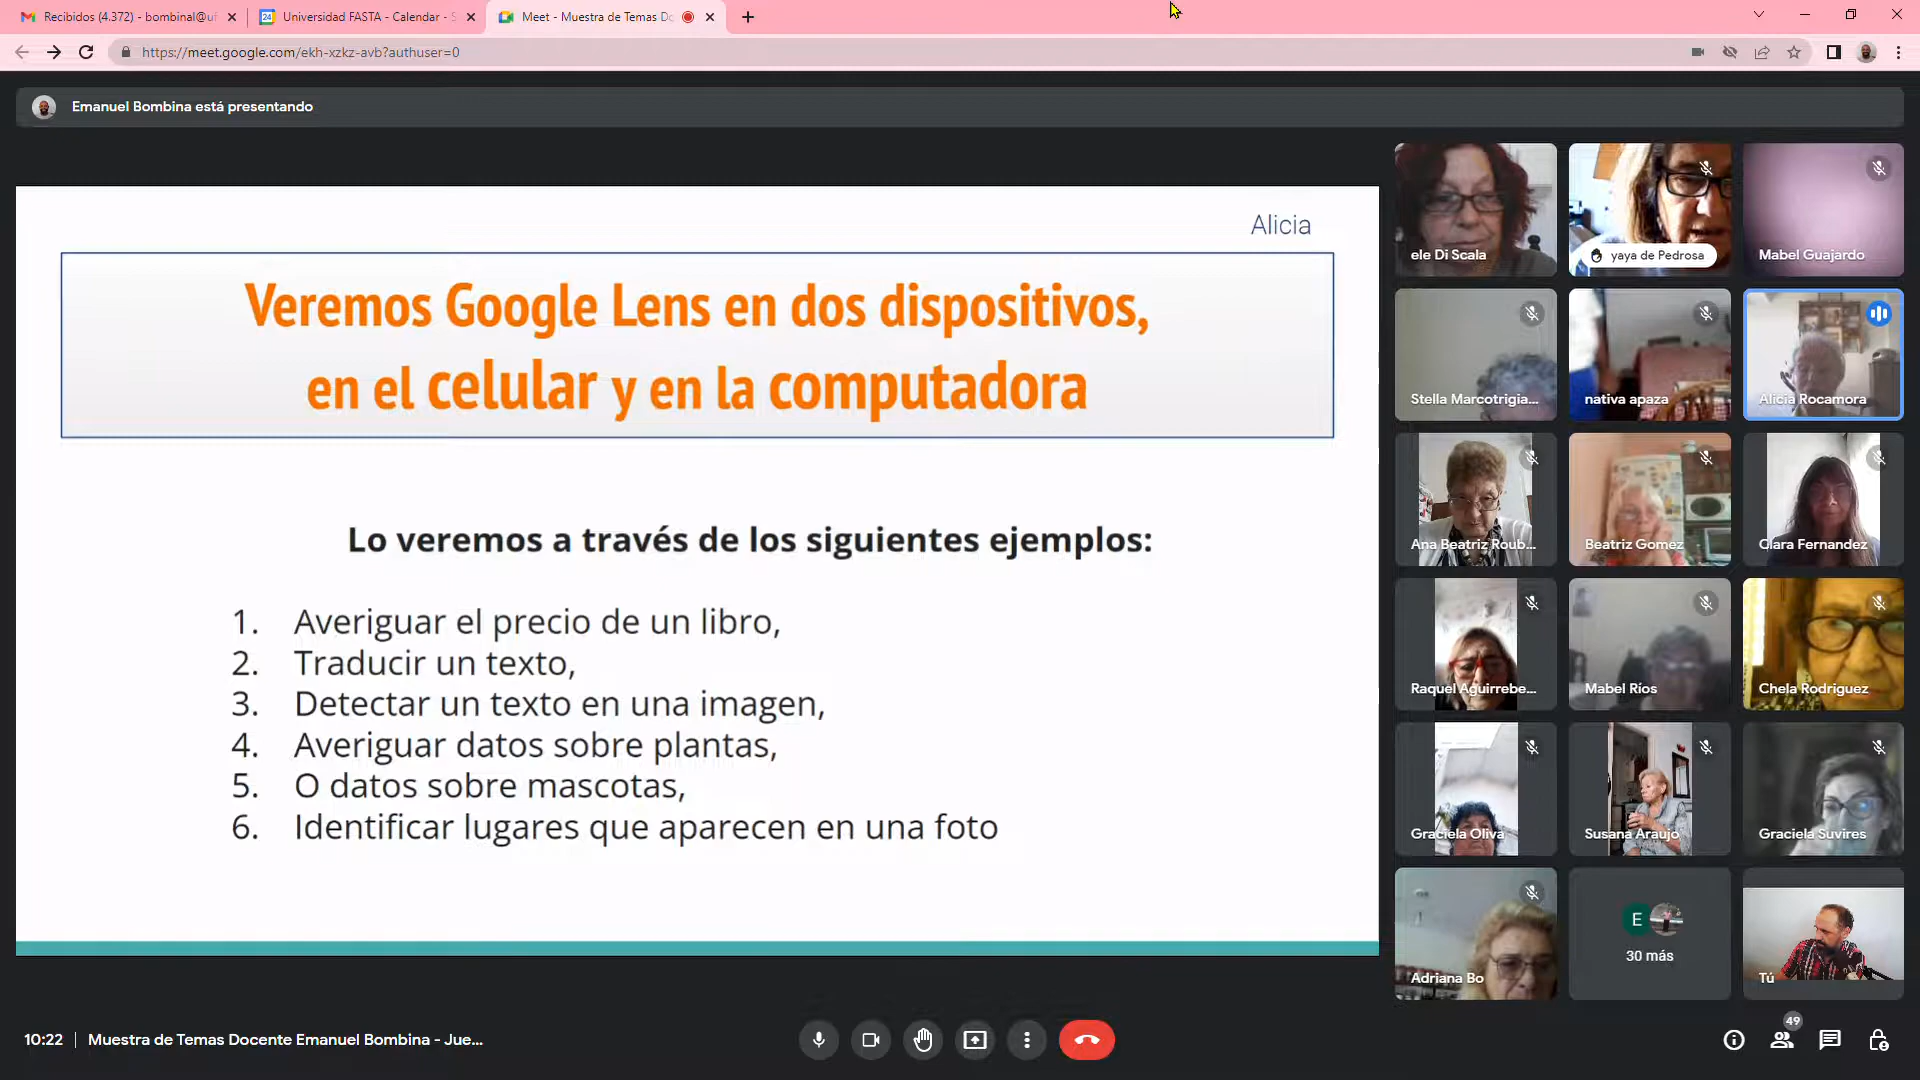 Recibidos (4.372) - bombinal@uf
Universidad FASTA - Calendar - S
Meet - Muestra de Temas Do
https://meet.google.com/ekh-xzkz-avb?authuser=0
Emanuel Bombina está presentando
Alicia
Veremos Google Lens en dos dispositivos,
en el celular y en la computadora
Lo veremos a través de los siguientes ejemplos:
1. Averiguar el precio de un libro,
2. Traducir un texto,
3. Detectar un texto en una imagen,
4. Averiguar datos sobre plantas,
5. O datos sobre mascotas,
6. Identificar lugares que aparecen en una foto
ele Di Scala
yaya de Pedrosa
Mabel Guajardo
Stella Marcotrigia...
nativa apaza
Alicia Rocamora
Ana Beatriz Roub...
Beatriz Gomez
Clara Fernandez
Raquel Aguirrebe...
Mabel Ríos
Chela Rodriguez
Graciela Oliva
Susana Araujo
Graciela Suvires
Adriana Bo
E
30 más
Tú
10:22 | Muestra de Temas Docente Emanuel Bombina - Jue...
49